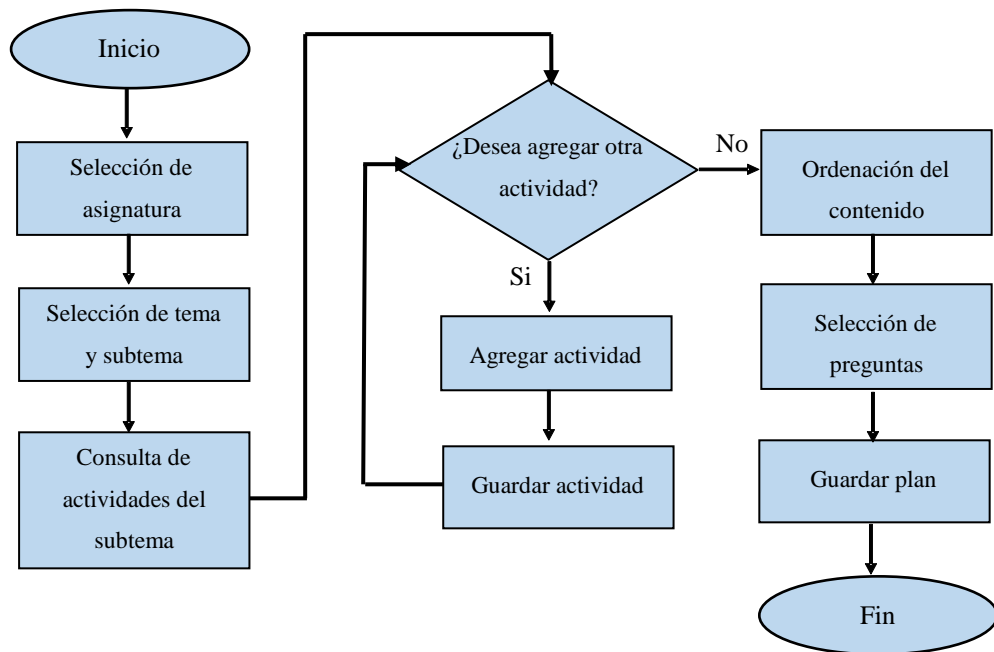 Inicio
Selección de
asignatura
Selección de tema
y subtema
Consulta de
actividades del
subtema
¿Desea agregar otra
actividad?
Si
Agregar actividad
Guardar actividad
No
Ordenación del
contenido
Selección de
preguntas
Guardar plan
Fin